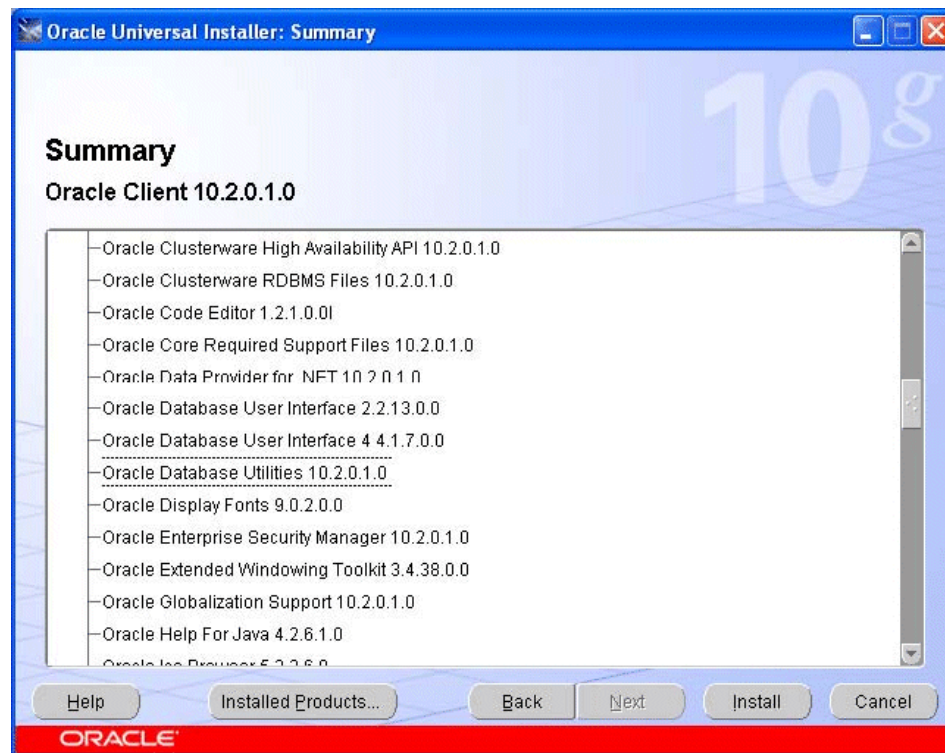 Oracle Universal Installer: Summary
10g
Summary
Oracle Client 10.2.0.1.0
Oracle Clusterware High Availability API 10.2.0.1.0
Oracle Clusterware RDBMS Files 10.2.0.1.0
Oracle Code Editor 1.2.1.0.0I
Oracle Core Required Support Files 10.2.0.1.0
Oracle Data Provider for .NET 10.2.0.1.0
Oracle Database User Interface 2.2.13.0.0
Oracle Database User Interface 4 4.1.7.0.0
Oracle Database Utilities 10.2.0.1.0
Oracle Display Fonts 9.0.2.0.0
Oracle Enterprise Security Manager 10.2.0.1.0
Oracle Extended Windowing Toolkit 3.4.38.0.0
Oracle Globalization Support 10.2.0.1.0
Oracle Help For Java 4.2.6.1.0
Oracle Ice Browser
Help Installed Products... Back Next Install Cancel
ORACLE